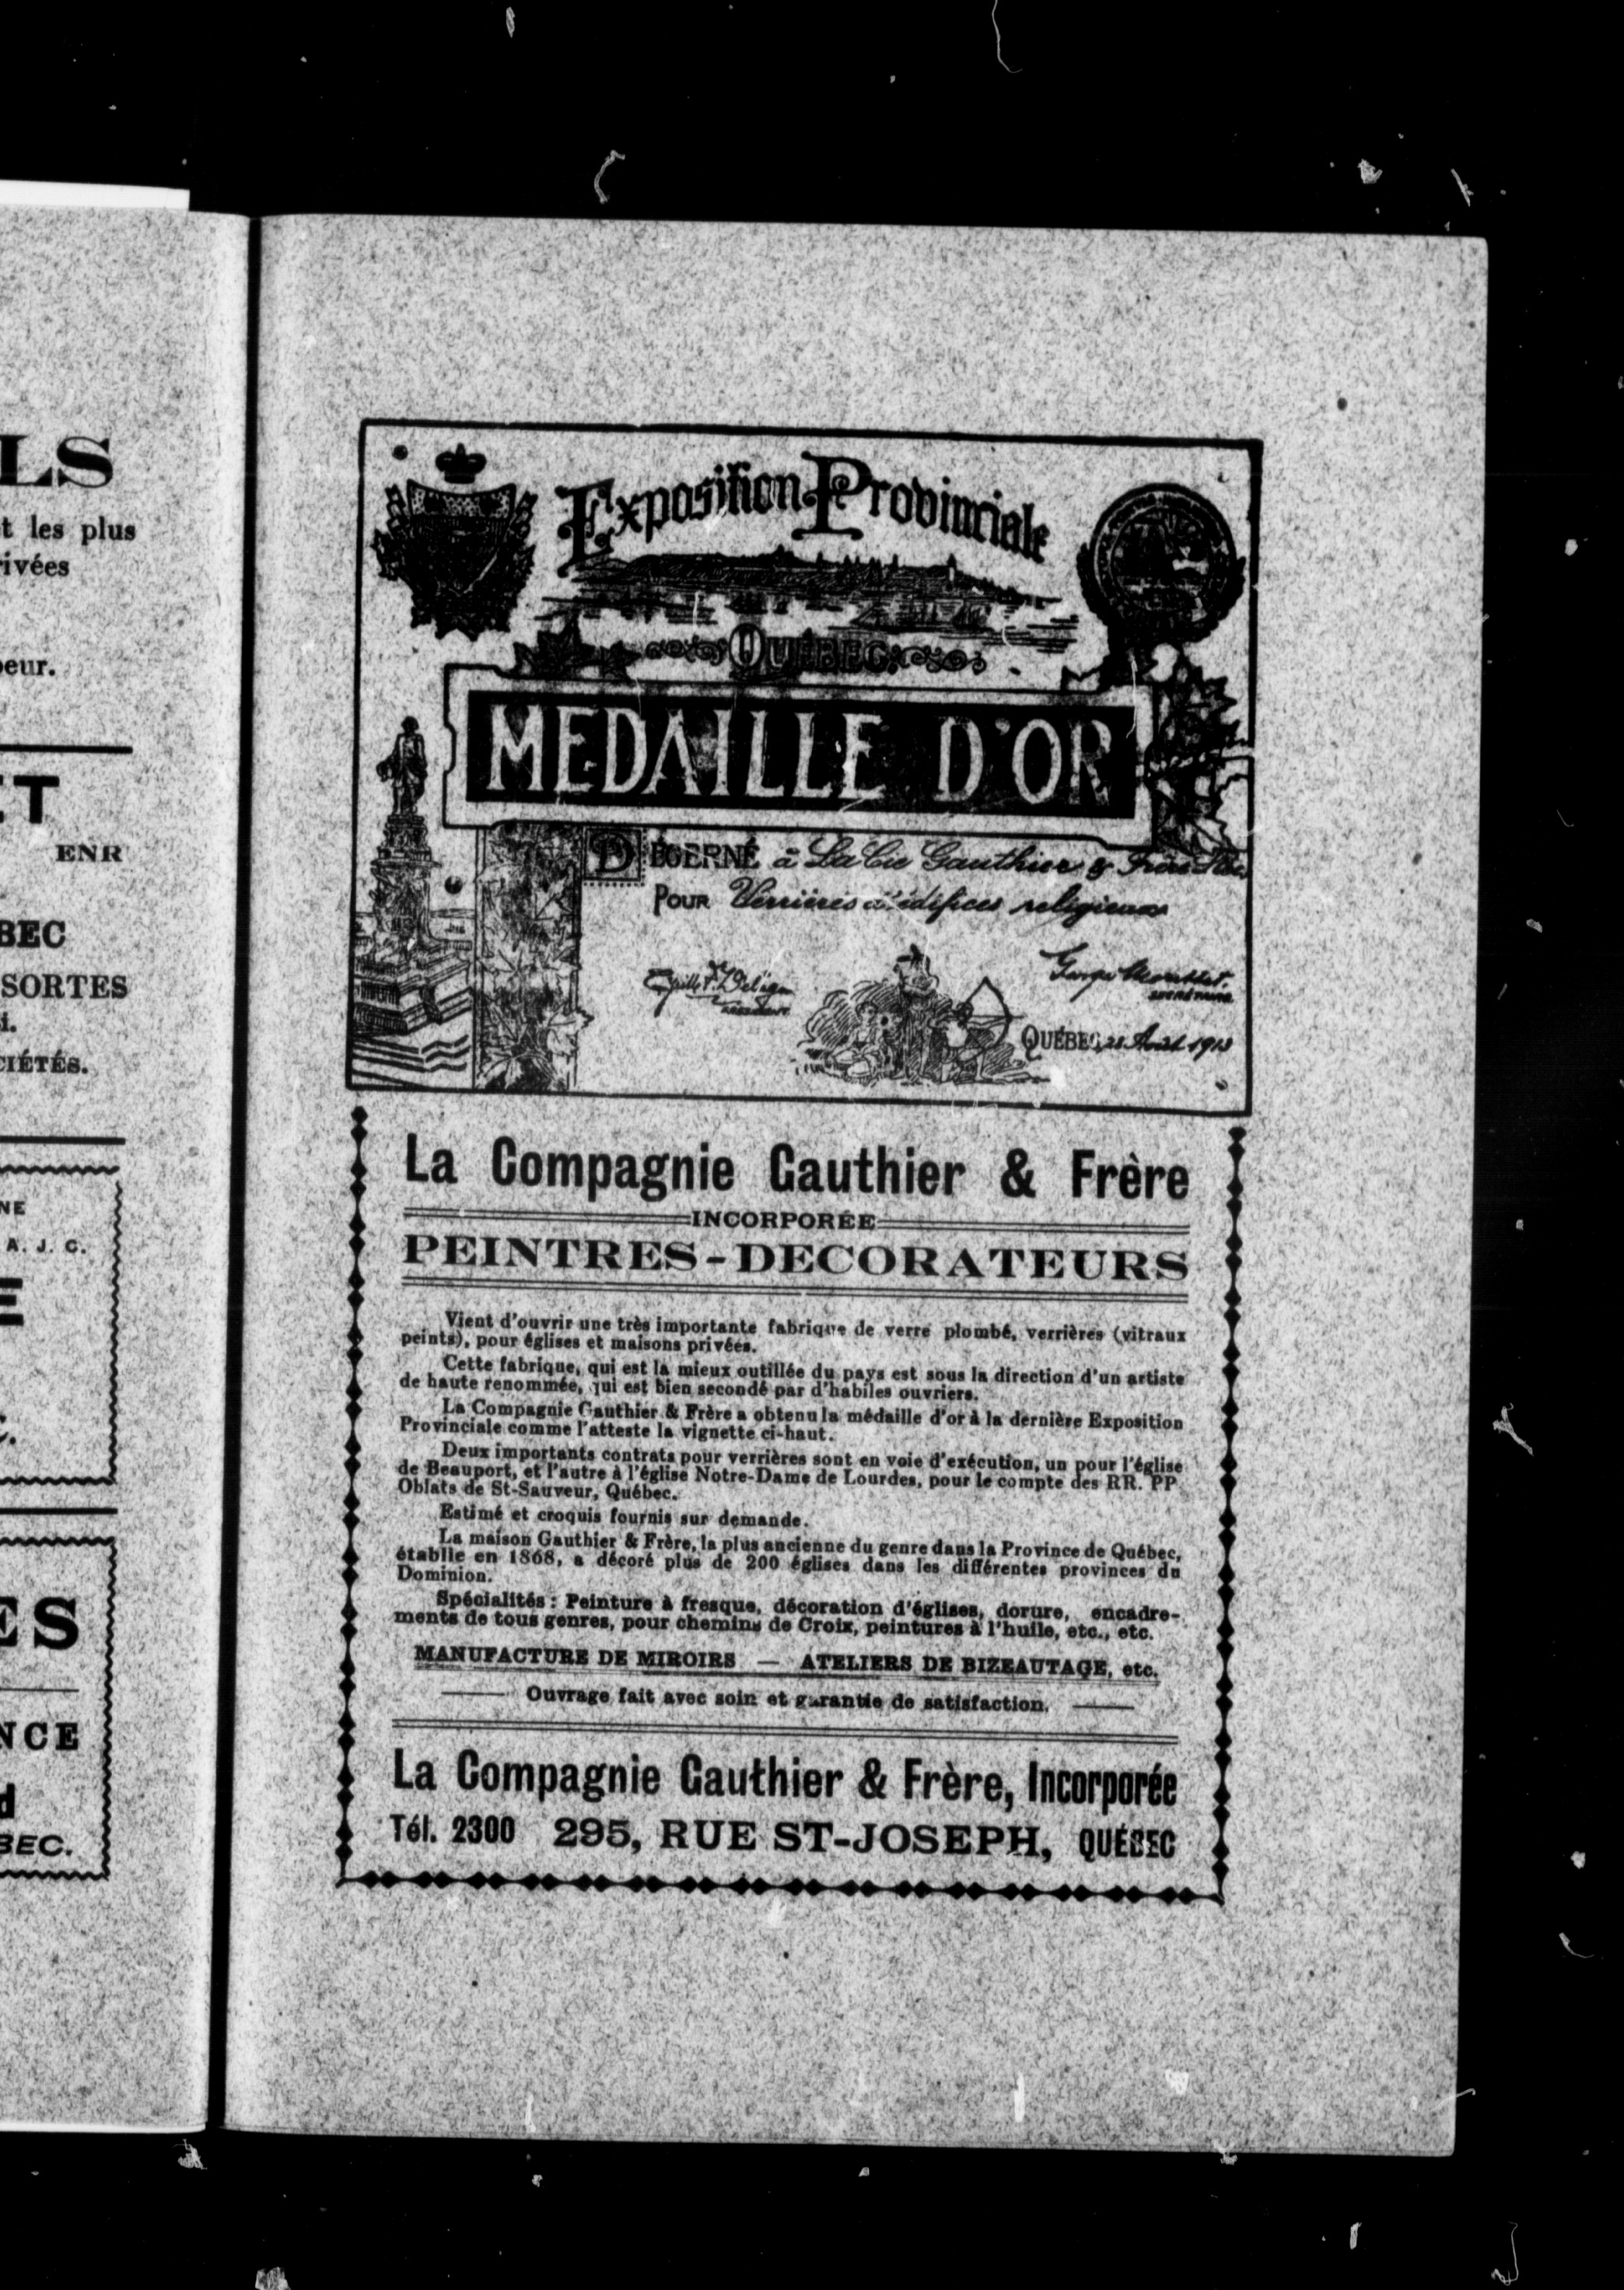 LS
t les plus
ivées
eur.
ET
ENR
BEC
SORTES
i.
CIÉTÉS.
NE
A. J. C.
E
C.
ES
NCE
d
BEC.
Exposition Provinciale
QUÉBEC
MEDAILLE D'OR
DÉCERNÉ à La Cie Gauthier & Frère
POUR Verrières d'édifices religieux
PRÉSIDENT
SECRÉTAIRE
QUÉBEC, 28 Août 1913
La Compagnie Gauthier & Frère
INCORPORÉE
PEINTRES-DECORATEURS
Vient d'ouvrir une très importante fabrique de verre plombé, verrières (vitraux
peints), pour églises et maisons privées.
Cette fabrique, qui est la mieux outillée du pays est sous la direction d'un artiste
de haute renommée, qui est bien secondé par d'habiles ouvriers.
La Compagnie Gauthier & Frère a obtenu la médaille d'or à la dernière Exposition
Provinciale comme l'atteste la vignette ci-haut.
Deux importants contrats pour verrières sont en voie d'exécution, un pour l'église
de Beauport, et l'autre à l'église Notre-Dame de Lourdes, pour le compte des RR. PP
Oblats de St-Sauveur, Québec.
Estimé et croquis fournis sur demande.
La maison Gauthier & Frère, la plus ancienne du genre dans la Province de Québec,
établie en 1868, a décoré plus de 200 églises dans les différentes provinces du
Dominion.
Spécialités : Peinture à fresque, décoration d'églises, dorure, encadre-
ments de tous genres, pour chemins de Croix, peintures à l'huile, etc., etc.
MANUFACTURE DE MIROIRS — ATELIERS DE BIZEAUTAGE, etc.
Ouvrage fait avec soin et garantie de satisfaction.
La Compagnie Gauthier & Frère, Incorporée
Tél. 2300 295, RUE ST-JOSEPH, QUÉBEC